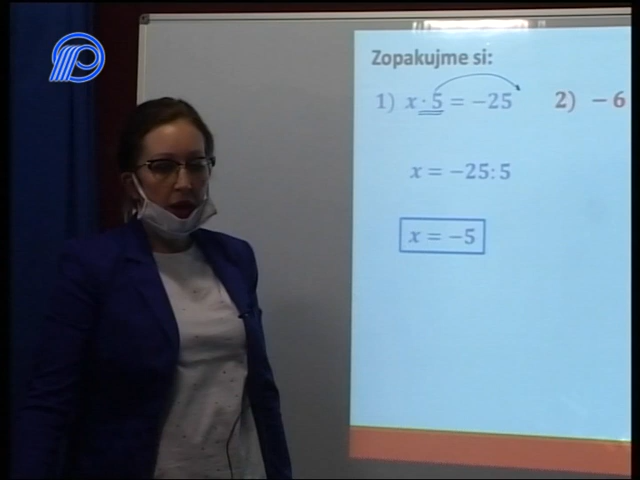 Zopakujme si:
1) x · 5 = −25
2) −6
x = −25:5
x = −5